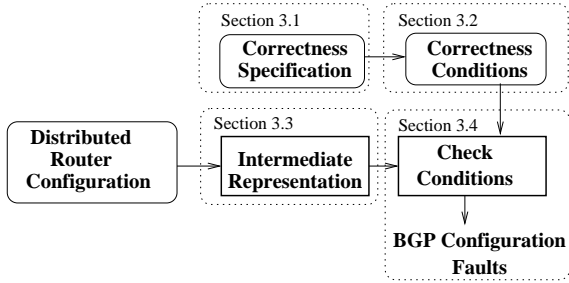 Section 3.1
Correctness
Specification
Section 3.2
Correctness
Conditions
Distributed
Router
Configuration
Section 3.3
Intermediate
Representation
Section 3.4
Check
Conditions
BGP Configuration
Faults